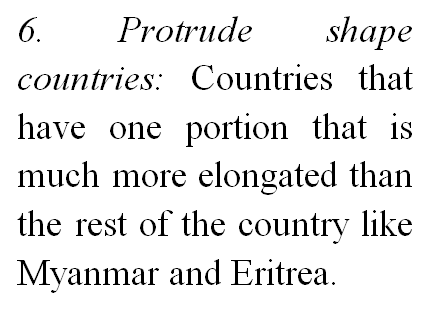 6. Protrude shape
countries: Countries that
have one portion that is
much more elongated than
the rest of the country like
Myanmar and Eritrea.